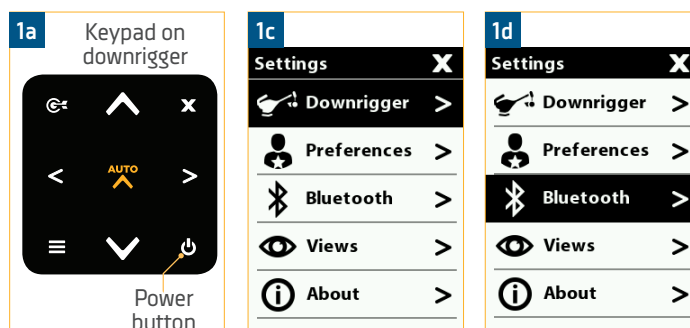 1a
Keypad on
downrigger
X
AUTO
Power
button
1c
Settings X
Downrigger >
Preferences >
Bluetooth >
Views >
About >
1d
Settings X
Downrigger >
Preferences >
Bluetooth >
Views >
About >